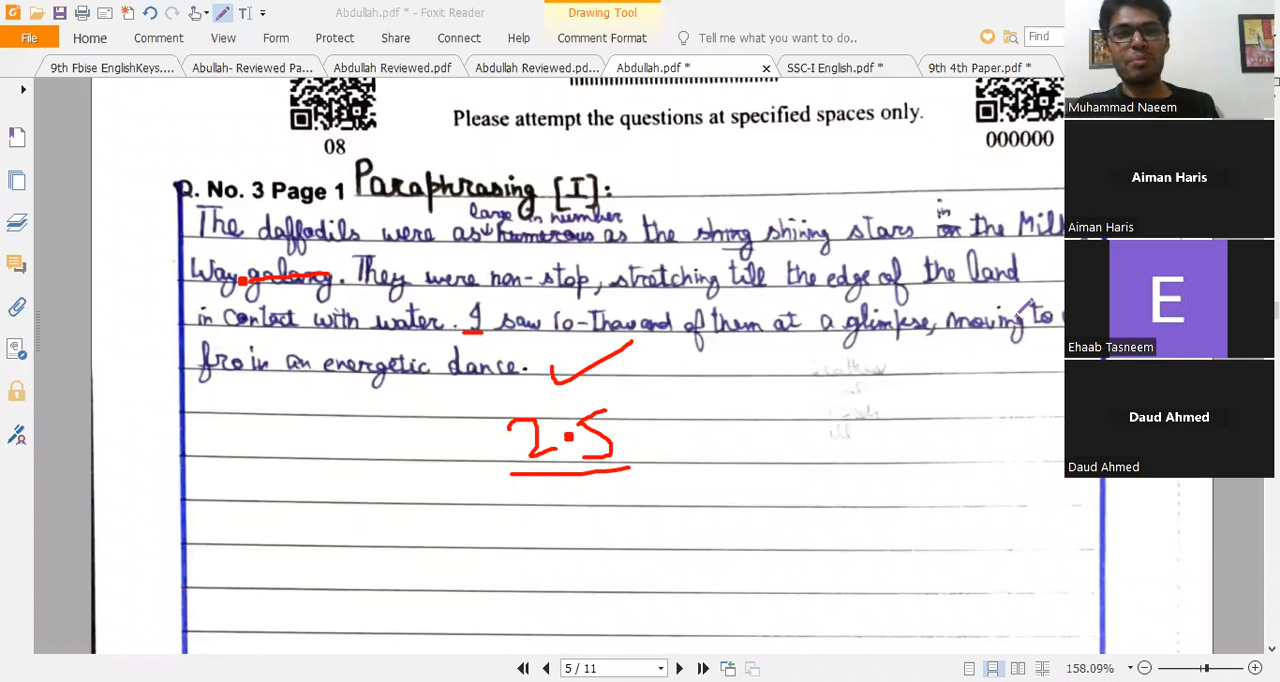 Abdullah.pdf * - Foxit Reader
Drawing Tool
File Home Comment View Form Protect Share Connect Help Comment Format Tell me what you want to do.. Find
9th Fbise EnglishKeys.... Abullah- Reviewed Pa... Abdullah Reviewed.pdf Abdullah Reviewed.pd... Abdullah.pdf * SSC-I English.pdf * 9th 4th Paper.pdf *
Please attempt the questions at specified spaces only.
08
000000
Q. No. 3 Page 1 Paraphrasing [I]:
large in number
in
The daffodils were as numerous as the shing shining stars on the Milk
Way galaxy. They were non-stop, stretching till the edge of the land
in contact with water. I saw 10-Thousand of them at a glimpse, moving to
fro in an energetic dance.
2.5
Muhammad Naeem
Aiman Haris
Aiman Haris
E
Ehaab Tasneem
Daud Ahmed
Daud Ahmed
5 / 11
158.09%